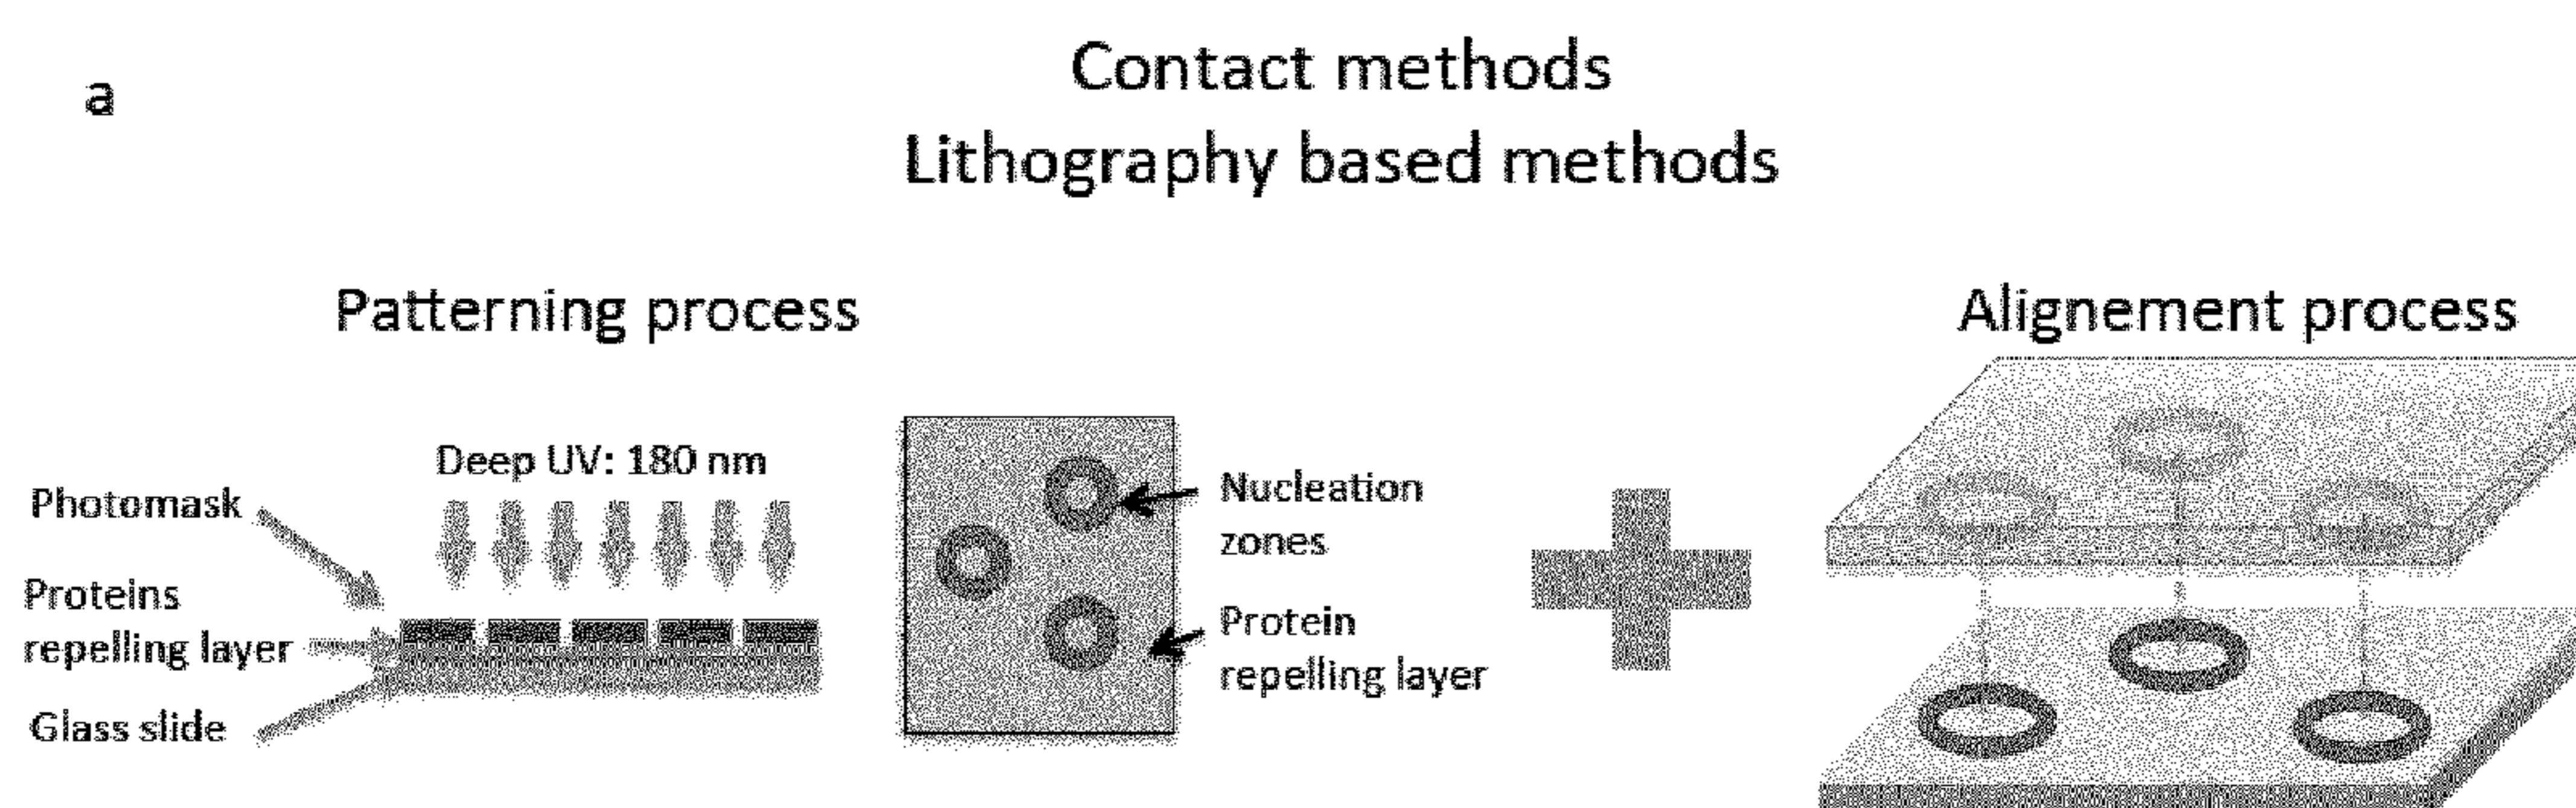 a
Contact methods
Lithography based methods
Patterning process
Alignement process
Deep UV: 180 nm
Photomask
Proteins
repelling layer
Glass slide
Nucleation
zones
Protein
repelling layer